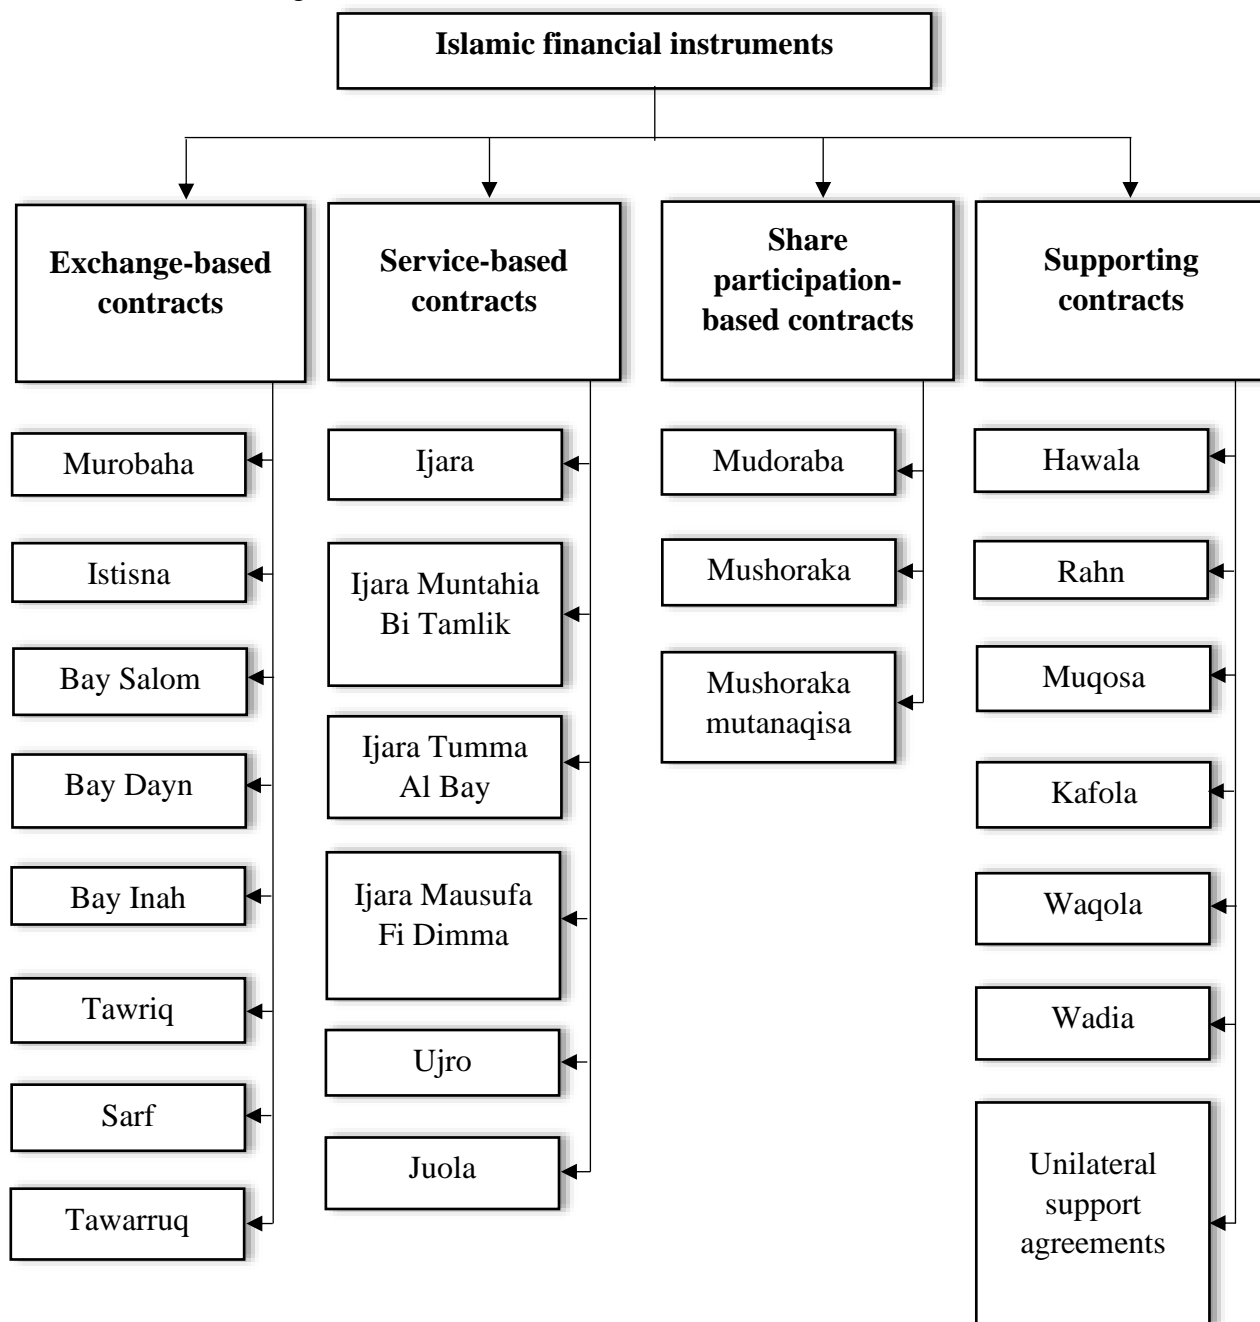 Islamic financial instruments
Exchange-based
contracts
Murobaha
Istisna
Bay Salom
Bay Dayn
Bay Inah
Tawriq
Sarf
Tawarruq
Service-based
contracts
Ijara
Ijara Muntahia
Bi Tamlik
Ijara Tumma
Al Bay
Ijara Mausufa
Fi Dimma
Ujro
Juola
Share
participation-
based contracts
Mudoraba
Mushoraka
Mushoraka
mutanaqisa
Supporting
contracts
Hawala
Rahn
Muqosa
Kafola
Waqola
Wadia
Unilateral
support
agreements